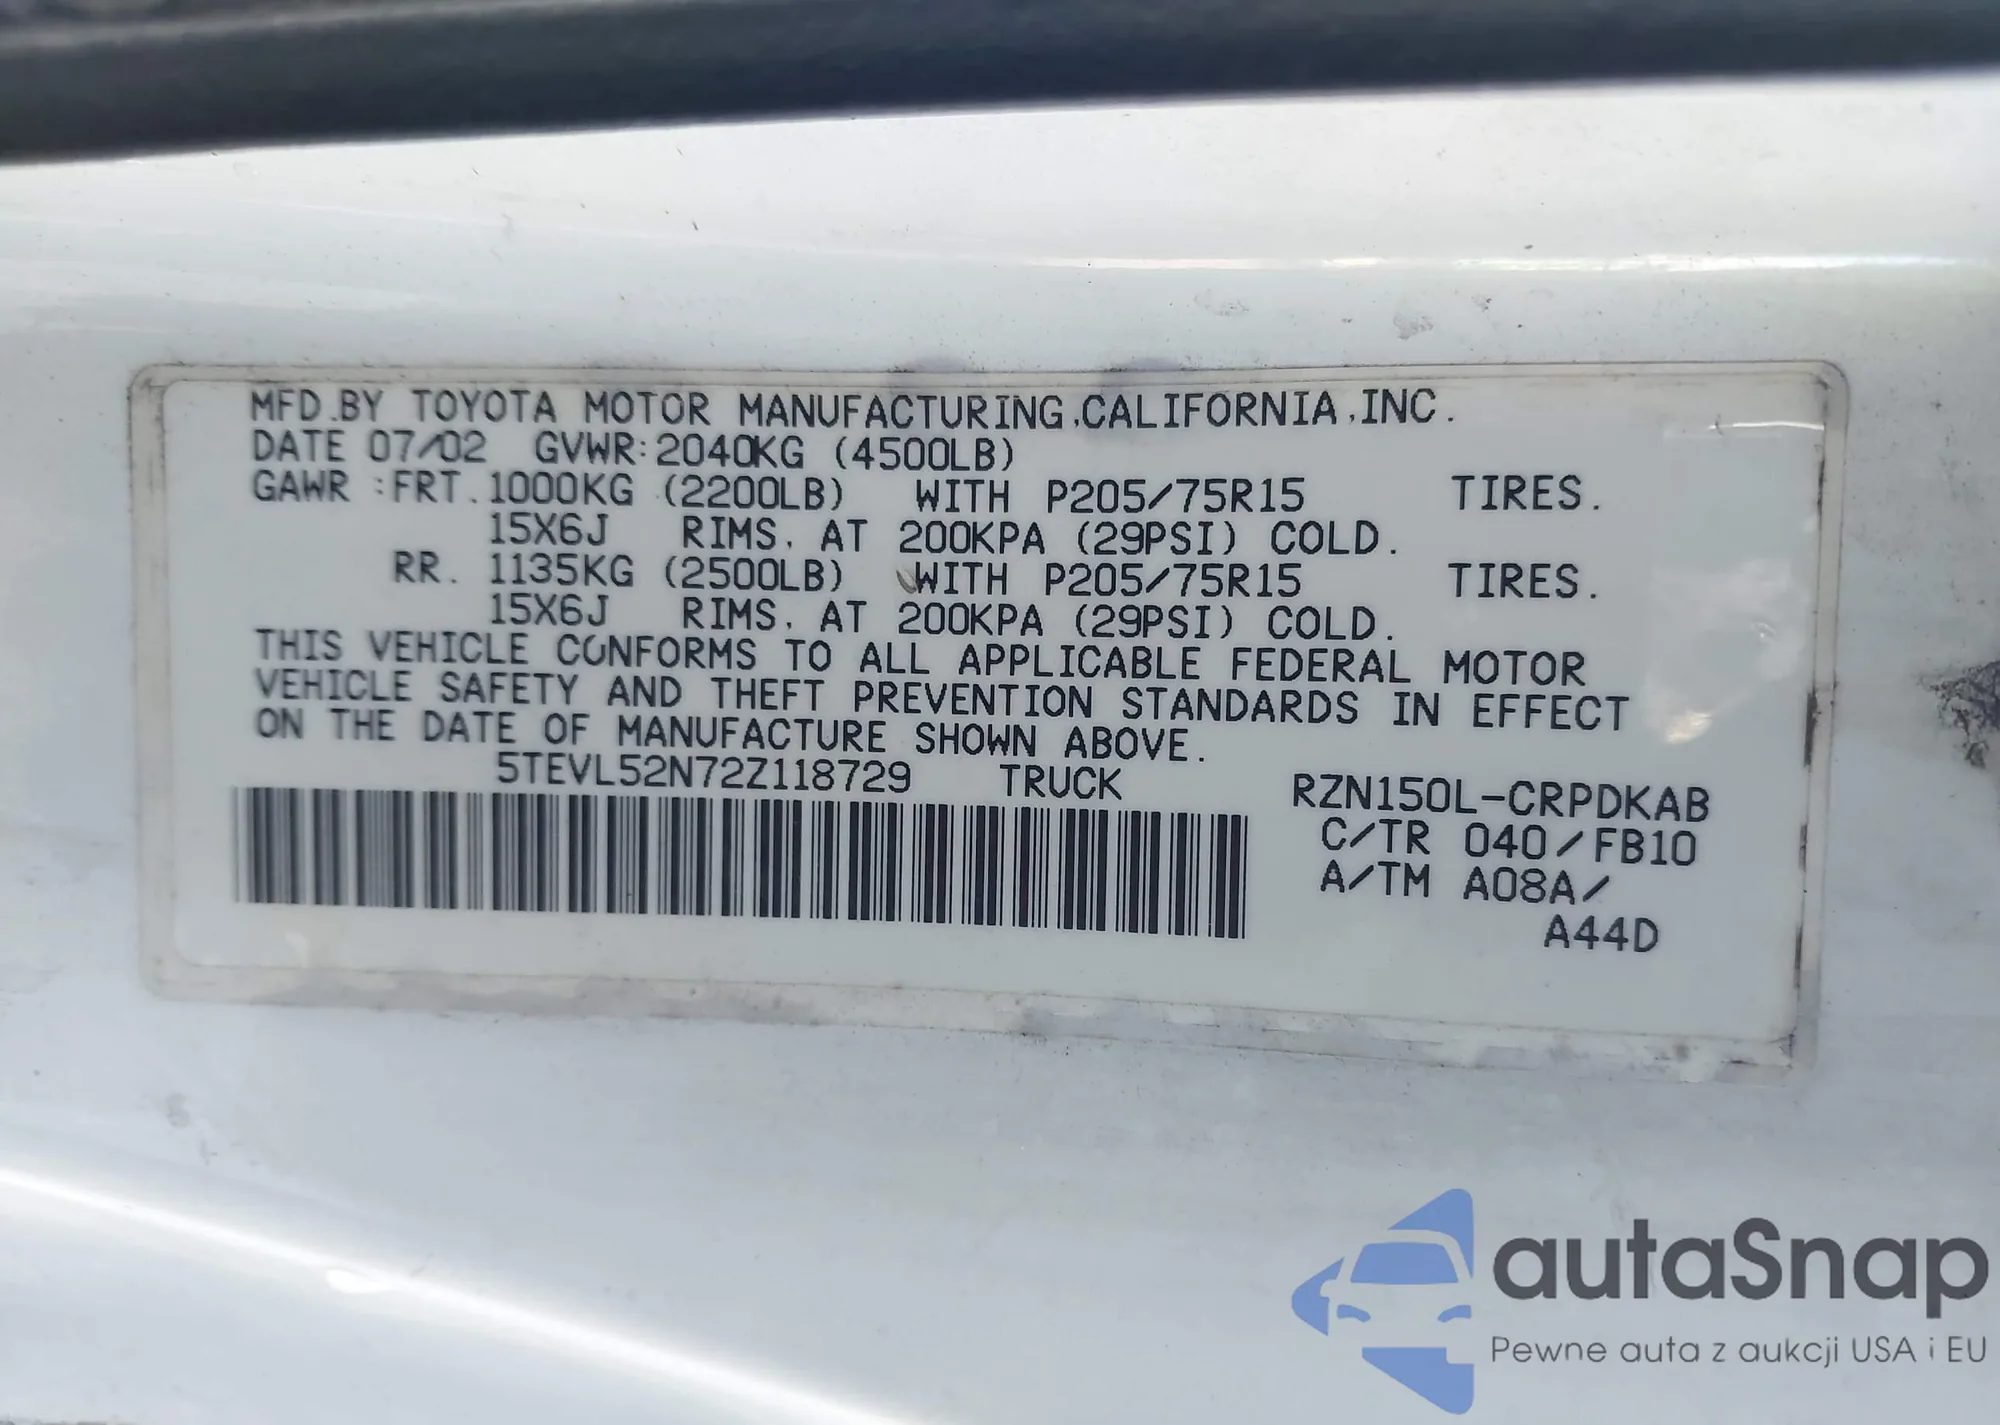 MFD.BY TOYOTA MOTOR MANUFACTURING,CALIFORNIA,INC.
DATE 07/02 GVWR:2040KG (4500LB)
GAWR :FRT. 1000KG (2200LB) WITH P205/75R15 TIRES.
15X6J RIMS, AT 200KPA (29PSI) COLD.
RR. 1135KG (2500LB) WITH P205/75R15 TIRES.
15X6J RIMS, AT 200KPA (29PSI) COLD.
THIS VEHICLE CONFORMS TO ALL APPLICABLE FEDERAL MOTOR
VEHICLE SAFETY AND THEFT PREVENTION STANDARDS IN EFFECT
ON THE DATE OF MANUFACTURE SHOWN ABOVE.
5TEVL52N72Z118729 TRUCK RZN150L-CRPDKAB
C/TR 040/FB10
A/TM A08A/
A44D
autaSnap
Pewne auta z aukcji USA i EU